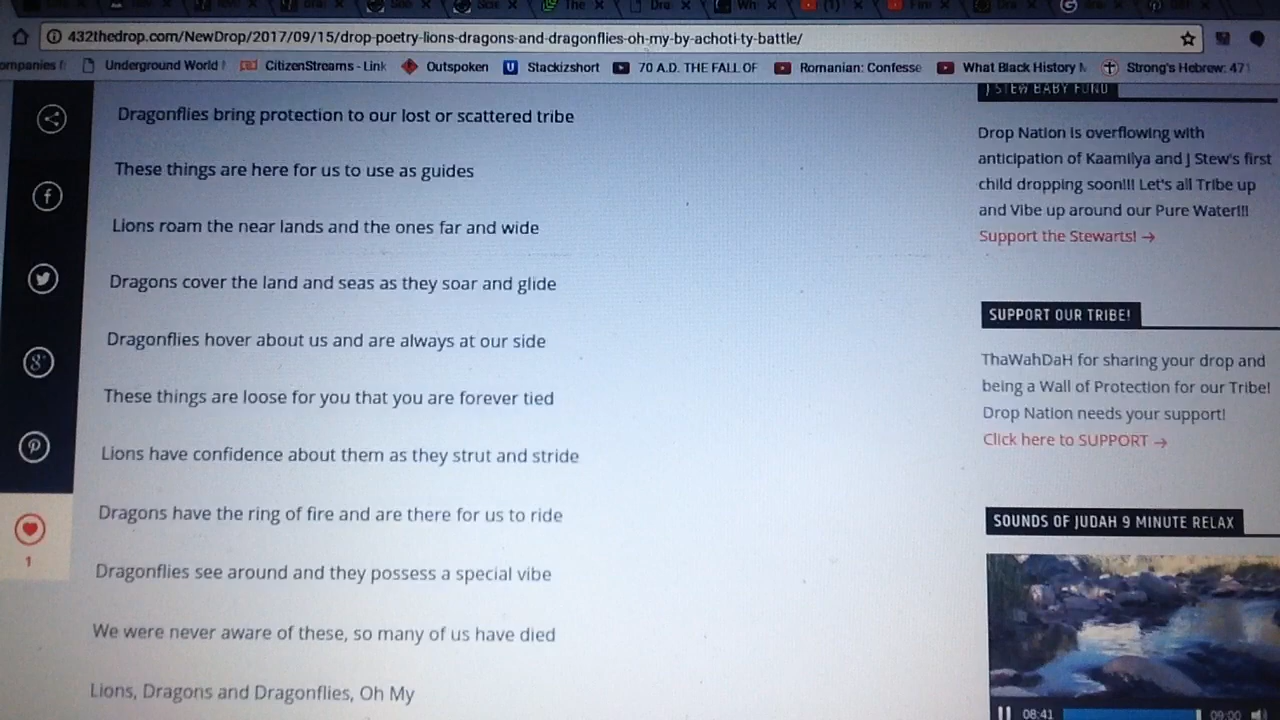 The
Dra
Wh
432thedrop.com/NewDrop/2017/09/15/drop-poetry-lions-dragons-and-dragonflies-oh-my-by-achoti-ty-battle/
ompanies f
Underground World
CitizenStreams - Link
Outspoken
Stackizshort
70 A.D. THE FALL OF
Romanian: Confesse
What Black History M
Strong's Hebrew: 471
Dragonflies bring protection to our lost or scattered tribe
These things are here for us to use as guides
Lions roam the near lands and the ones far and wide
Dragons cover the land and seas as they soar and glide
Dragonflies hover about us and are always at our side
These things are loose for you that you are forever tied
Lions have confidence about them as they strut and stride
Dragons have the ring of fire and are there for us to ride
Dragonflies see around and they possess a special vibe
We were never aware of these, so many of us have died
Lions, Dragons and Dragonflies, Oh My
1
J STEW BABY FUND
Drop Nation is overflowing with
anticipation of Kaamilya and J Stew's first
child dropping soon!!! Let's all Tribe up
and Vibe up around our Pure Water!!!
Support the Stewarts! →
SUPPORT OUR TRIBE!
ThaWahDaH for sharing your drop and
being a Wall of Protection for our Tribe!
Drop Nation needs your support!
Click here to SUPPORT →
SOUNDS OF JUDAH 9 MINUTE RELAX
08:41
09:00